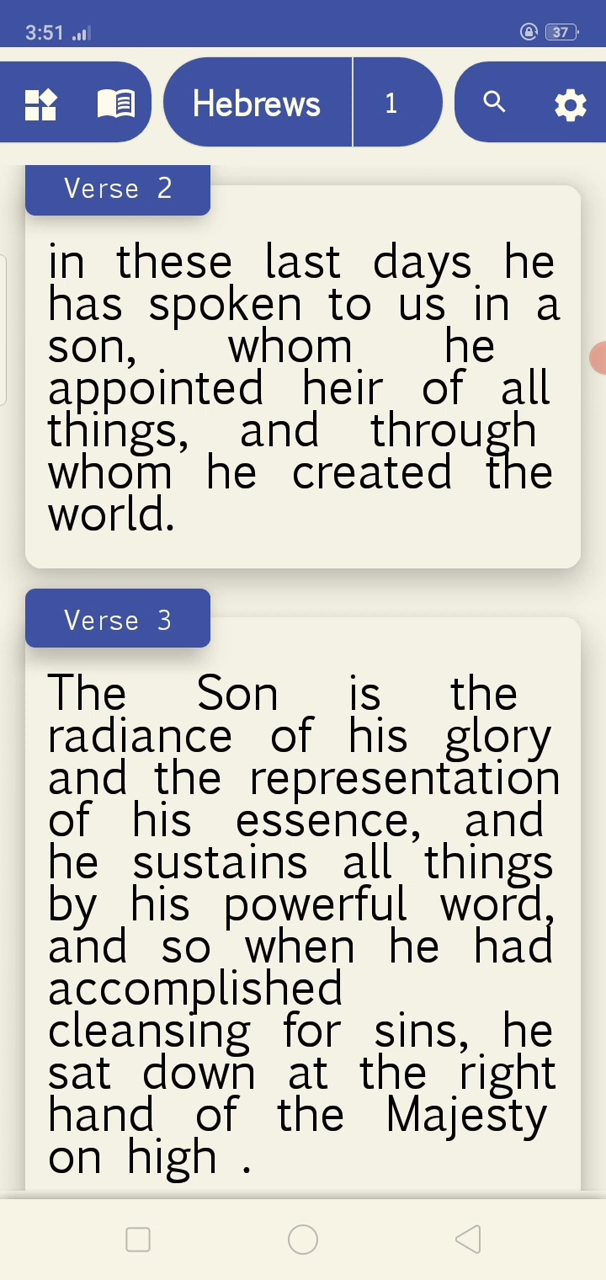 3:51
37
Hebrews
1
Verse 2
in these last days he
has spoken to us in a
son, whom he
appointed heir of all
things, and through
whom he created the
world.
Verse 3
The Son is the
radiance of his glory
and the representation
of his essence, and
he sustains all things
by his powerful word,
and so when he had
accomplished
cleansing for sins, he
sat down at the right
hand of the Majesty
on high .